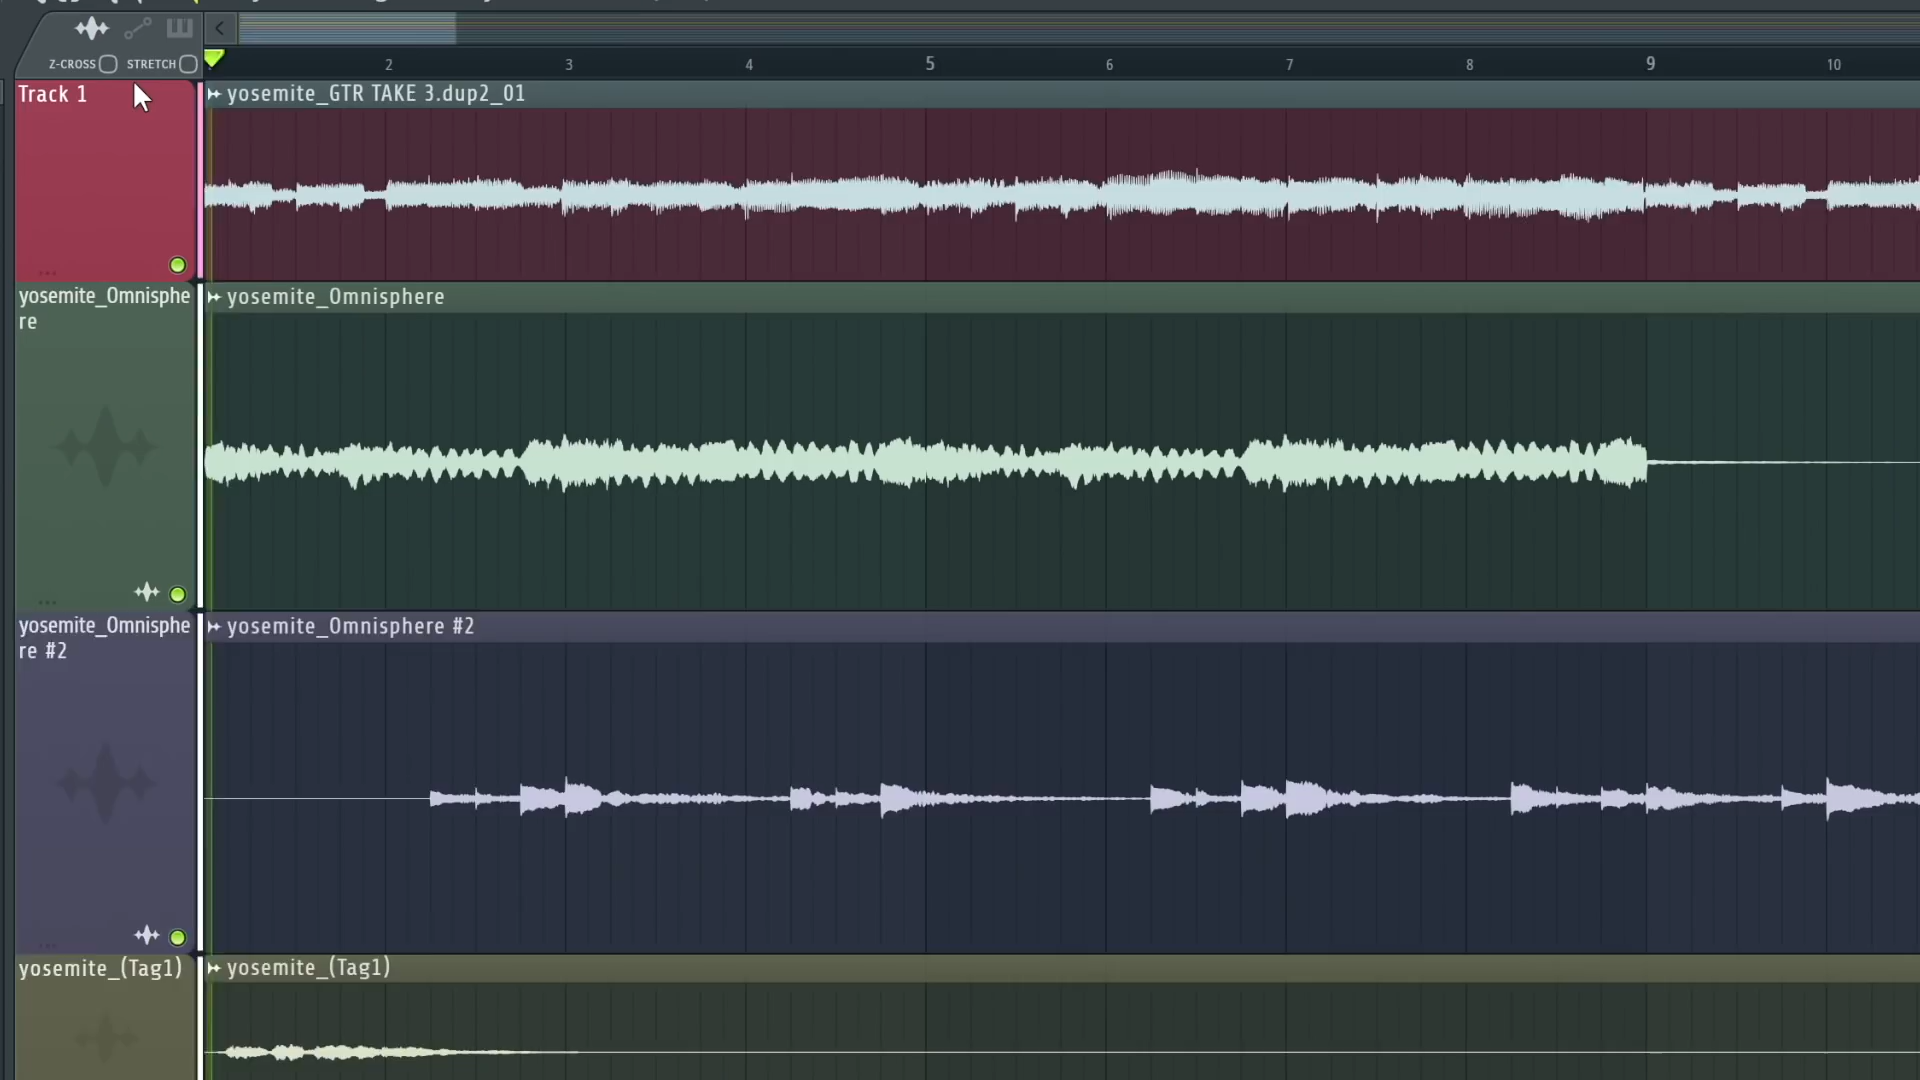 Z-CROSS STRETCH
2 3 4 5 6 7 8 9 10
Track 1
yosemite_GTR TAKE 3.dup2_01
yosemite_Omnisphe
re
yosemite_Omnisphere
yosemite_Omnisphe
re #2
yosemite_Omnisphere #2
yosemite_(Tag1)
yosemite_(Tag1)